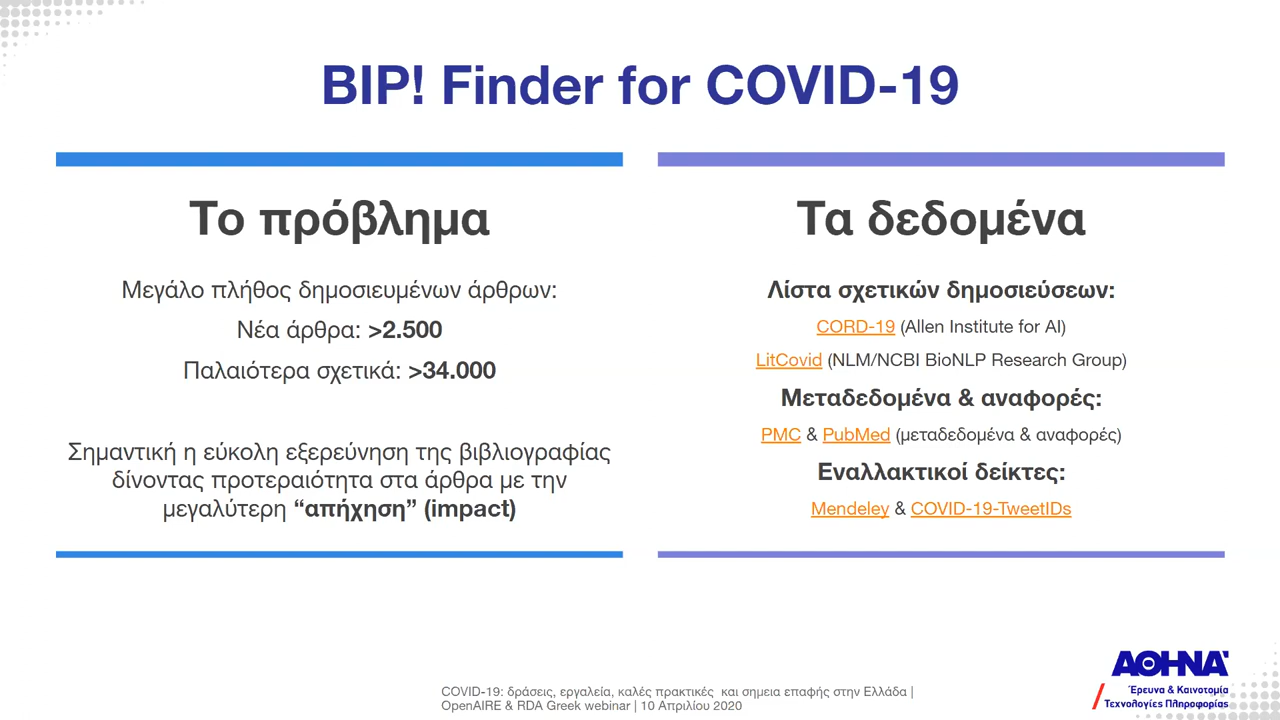 BIP! Finder for COVID-19
Το πρόβλημα
Μεγάλο πλήθος δημοσιευμένων άρθρων:
Νέα άρθρα: >2.500
Παλαιότερα σχετικά: >34.000
Σημαντική η εύκολη εξερεύνηση της βιβλιογραφίας
δίνοντας προτεραιότητα στα άρθρα με την
μεγαλύτερη “απήχηση” (impact)
Τα δεδομένα
Λίστα σχετικών δημοσιεύσεων:
CORD-19 (Allen Institute for AI)
LitCovid (NLM/NCBI BioNLP Research Group)
Μεταδεδομένα & αναφορές:
PMC & PubMed (μεταδεδομένα & αναφορές)
Εναλλακτικοί δείκτες:
Mendeley & COVID-19-TweetIDs
COVID-19: δράσεις, εργαλεία, καλές πρακτικές  και σημεια επαφής στην Ελλάδα |
OpenAIRE & RDA Greek webinar | 10 Απριλίου 2020
ΑΘΗΝΑ
Έρευνα & Καινοτομία
Τεχνολογίες Πληροφορίας